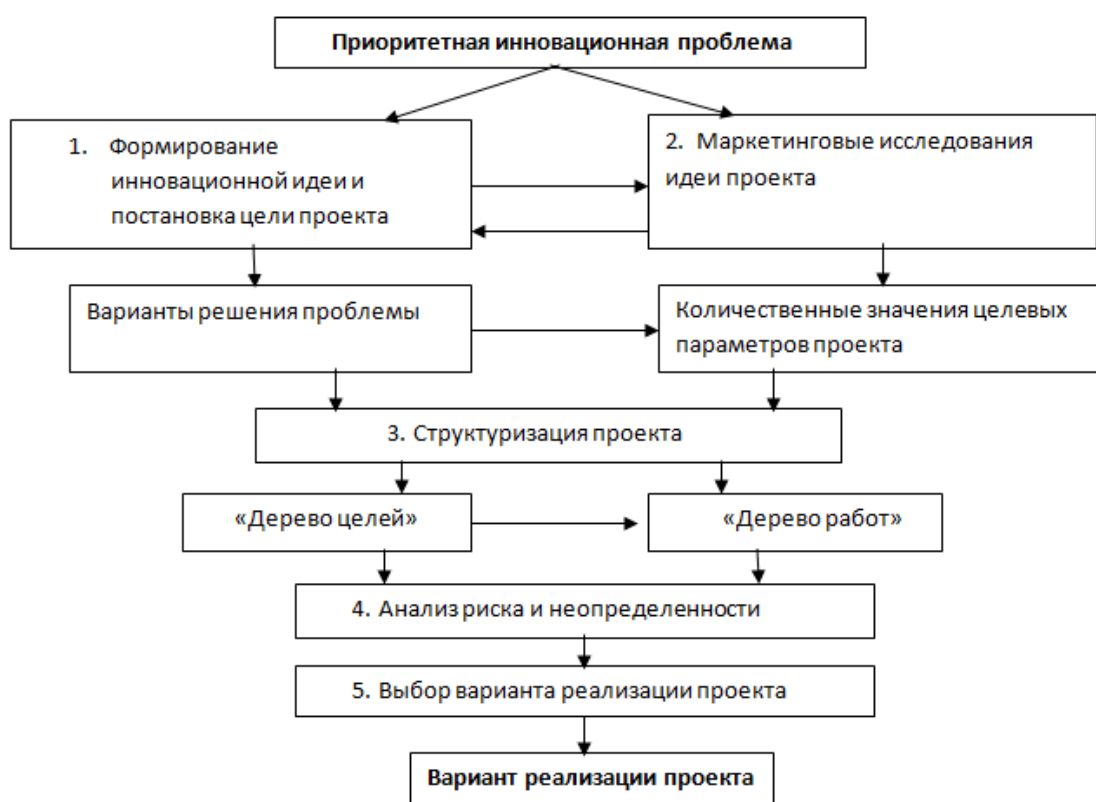 Приоритетная инновационная проблема
1. Формирование
инновационной идеи и
постановка цели проекта
2. Маркетинговые исследования
идеи проекта
Варианты решения проблемы
Количественные значения целевых
параметров проекта
3. Структуризация проекта
«Дерево целей»
«Дерево работ»
4. Анализ риска и неопределенности
5. Выбор варианта реализации проекта
Вариант реализации проекта